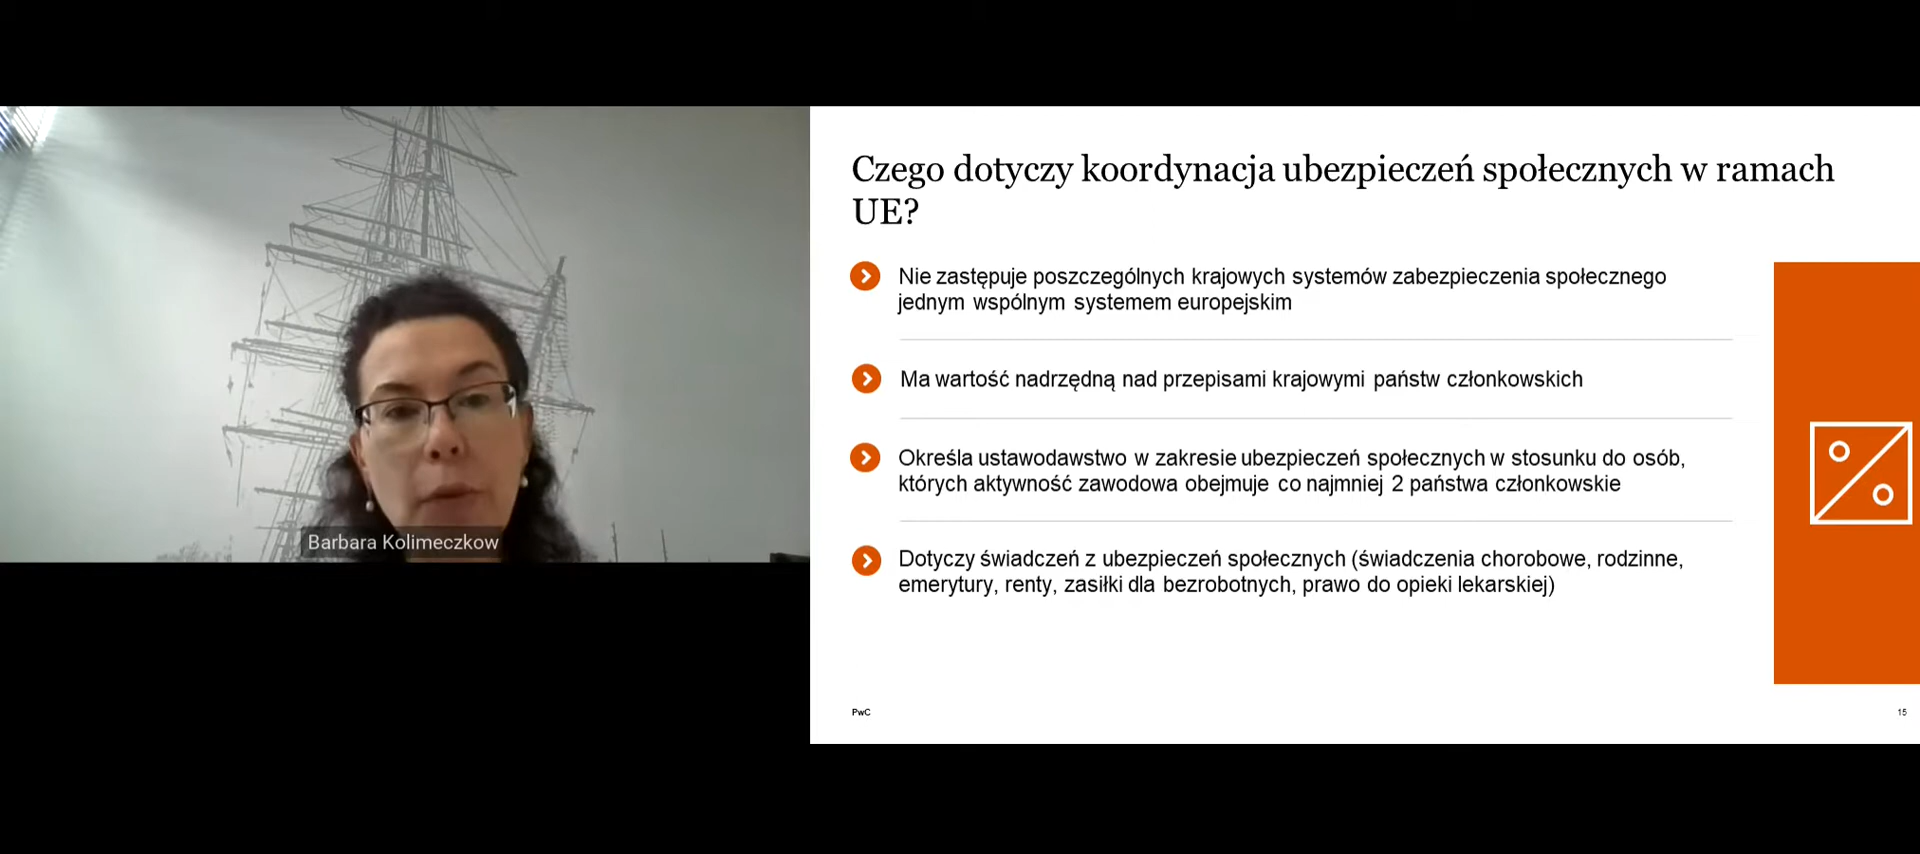 Czego dotyczy koordynacja ubezpieczeń społecznych w ramach
UE?
Nie zastępuje poszczególnych krajowych systemów zabezpieczenia społecznego
jednym wspólnym systemem europejskim
Ma wartość nadrzędną nad przepisami krajowymi państw członkowskich
Określa ustawodawstwo w zakresie ubezpieczeń społecznych w stosunku do osób,
których aktywność zawodowa obejmuje co najmniej 2 państwa członkowskie
Dotyczy świadczeń z ubezpieczeń społecznych (świadczenia chorobowe, rodzinne,
emerytury, renty, zasiłki dla bezrobotnych, prawo do opieki lekarskiej)
PwC
15
Barbara Kolimeczkow